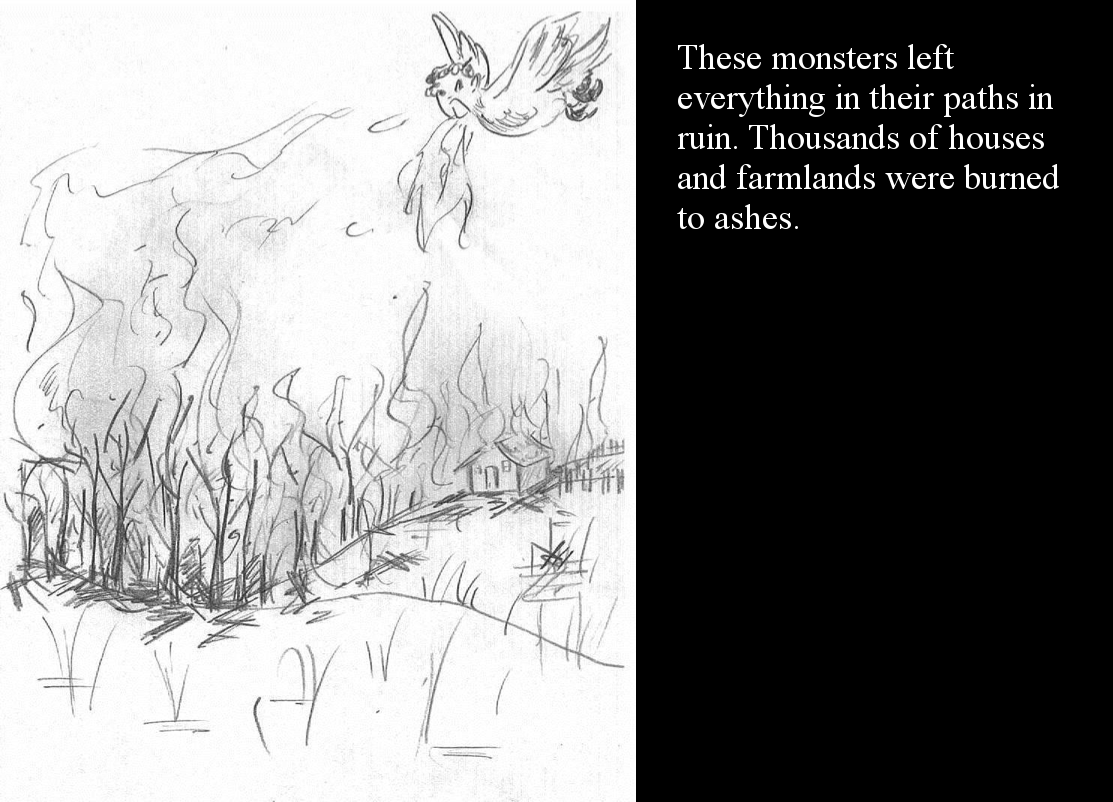 These monsters left
everything in their paths in
ruin. Thousands of houses
and farmlands were burned
to ashes.